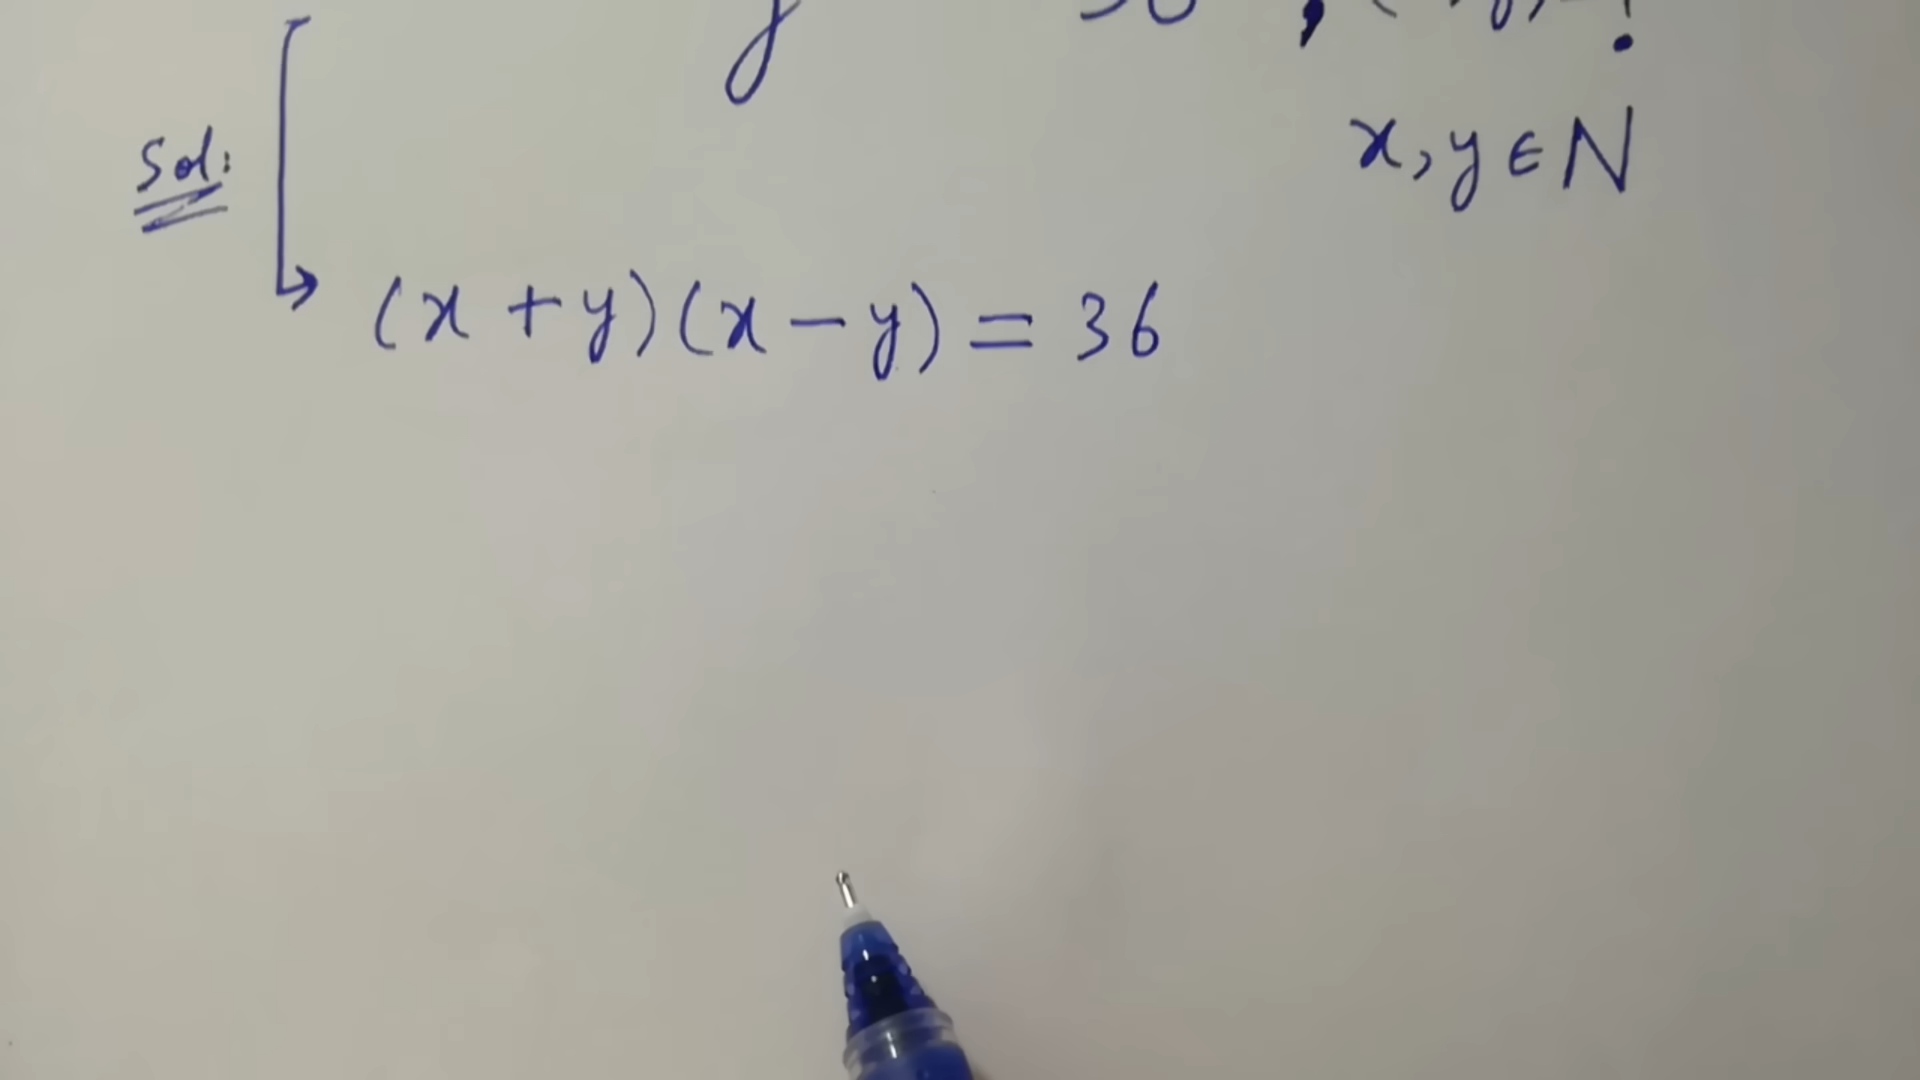 y
Sol:
x, y ∈ N
(x + y)(x - y) = 36